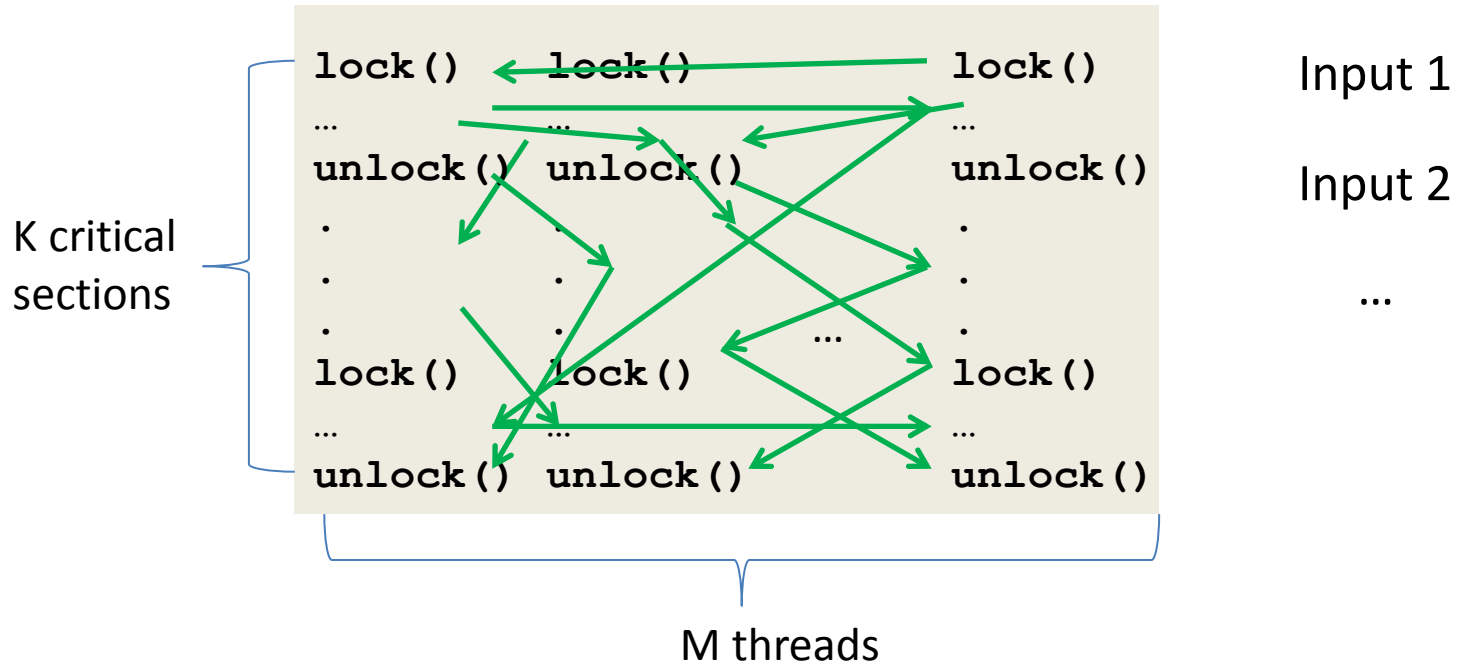 lock() lock() lock() Input 1
… … …
unlock() unlock() unlock() Input 2
K critical
sections
. . .
. . . …
. . … .
lock() lock() lock()
… … …
unlock() unlock() unlock()
M threads